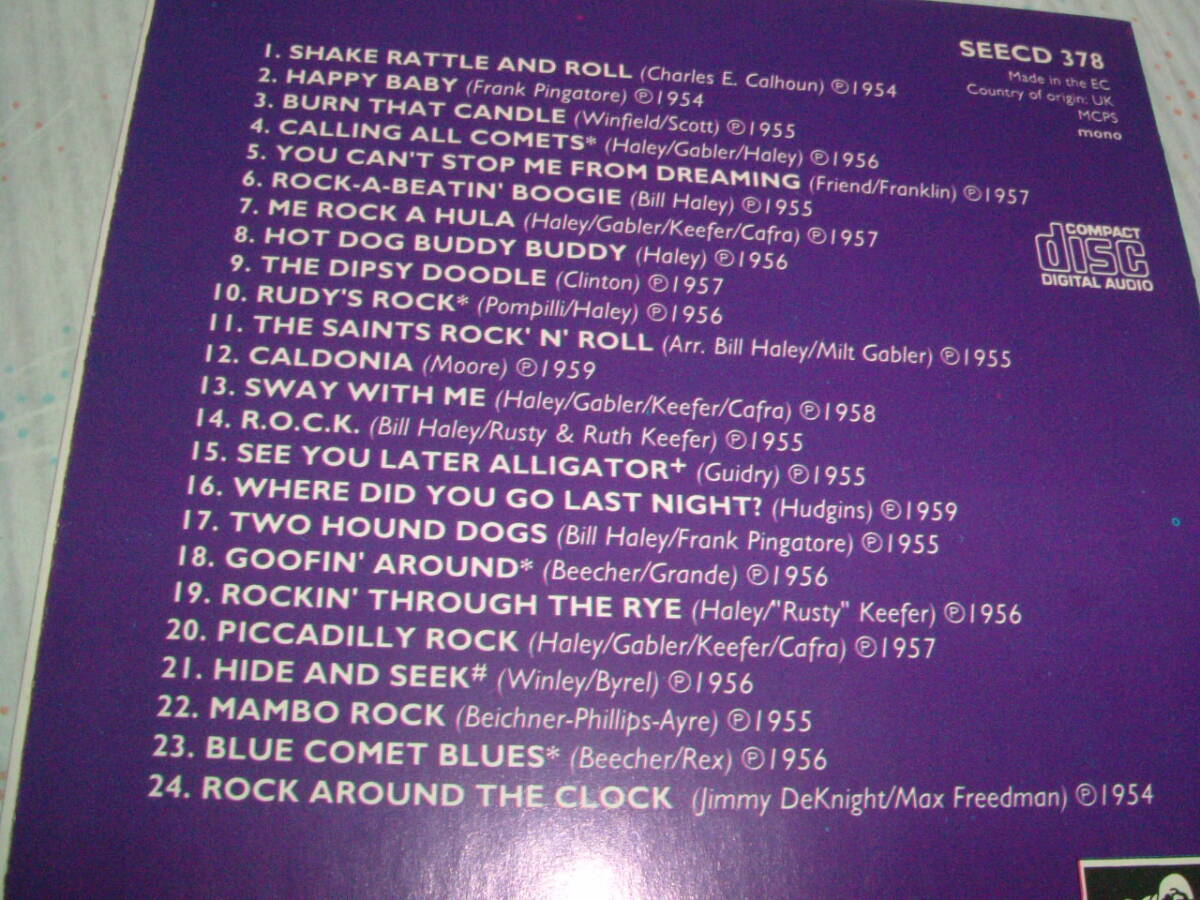 1. SHAKE RATTLE AND ROLL (Charles E. Calhoun) ℗1954
2. HAPPY BABY (Frank Pingatore) ℗1954
3. BURN THAT CANDLE (Winfield/Scott) ℗1955
4. CALLING ALL COMETS* (Haley/Gabler/Haley) ℗1956
5. YOU CAN'T STOP ME FROM DREAMING (Friend/Franklin) ℗1957
6. ROCK-A-BEATIN' BOOGIE (Bill Haley) ℗1955
7. ME ROCK A HULA (Haley/Gabler/Keefer/Cafra) ℗1957
8. HOT DOG BUDDY BUDDY (Haley) ℗1956
9. THE DIPSY DOODLE (Clinton) ℗1957
10. RUDY'S ROCK* (Pompilli/Haley) ℗1956
11. THE SAINTS ROCK' N' ROLL (Arr. Bill Haley/Milt Gabler) ℗1955
12. CALDONIA (Moore) ℗1959
13. SWAY WITH ME (Haley/Gabler/Keefer/Cafra) ℗1958
14. R.O.C.K. (Bill Haley/Rusty & Ruth Keefer) ℗1955
15. SEE YOU LATER ALLIGATOR+ (Guidry) ℗1955
16. WHERE DID YOU GO LAST NIGHT? (Hudgins) ℗1959
17. TWO HOUND DOGS (Bill Haley/Frank Pingatore) ℗1955
18. GOOFIN' AROUND* (Beecher/Grande) ℗1956
19. ROCKIN' THROUGH THE RYE (Haley/"Rusty" Keefer) ℗1956
20. PICCADILLY ROCK (Haley/Gabler/Keefer/Cafra) ℗1957
21. HIDE AND SEEK# (Winley/Byrel) ℗1956
22. MAMBO ROCK (Beichner-Phillips-Ayre) ℗1955
23. BLUE COMET BLUES* (Beecher/Rex) ℗1956
24. ROCK AROUND THE CLOCK (Jimmy DeKnight/Max Freedman) ℗1954
SEECD 378
Made in the EC
Country of origin: UK
MCPS
mono
COMPACT
disc
DIGITAL AUDIO